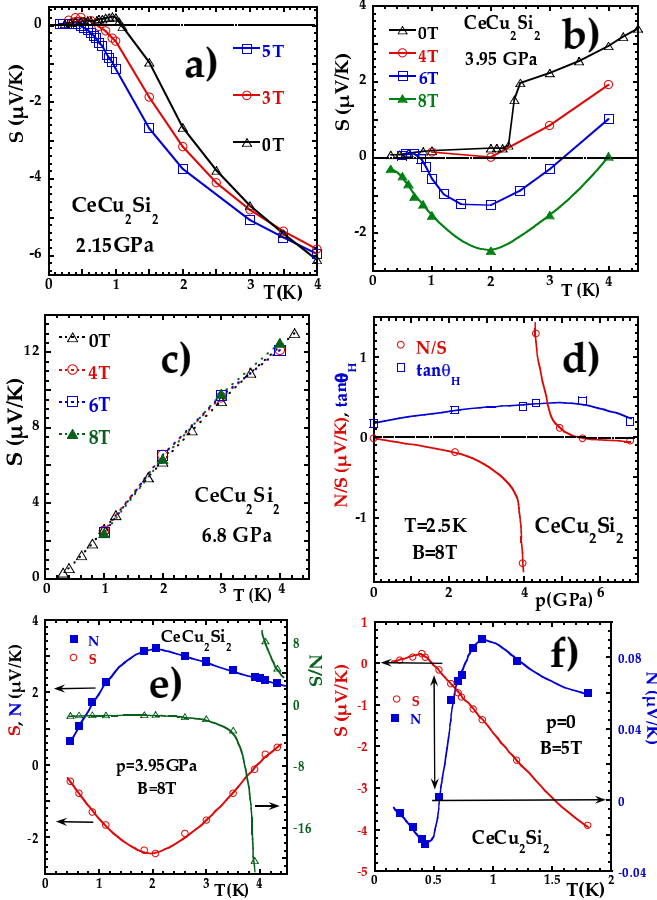 a)
S (μV/K)
2
0
-2
-4
-6
5T
3T
0T
CeCu2Si2
2.15GPa
0
1
2
3
4
T(K)
b)
S (μV/K)
4
2
0
-2
0T
4T
6T
8T
CeCu2Si2
3.95 GPa
0
1
2
3
4
T (K)
c)
S (μV/K)
12
9
6
3
0
0T
4T
6T
8T
CeCu2Si2
6.8 GPa
0
1
2
3
4
T (K)
d)
N/S (μV/K), tanθH
1
0
-1
N/S
tanθH
T=2.5K
B=8T
CeCu2Si2
0
2
4
6
p(GPa)
e)
S, N (μV/K)
4
2
0
-2
N
S
CeCu2Si2
p=3.95GPa
B=8T
8
0
-8
-16
N/S
0
1
2
3
4
T(K)
f)
S (μV/K)
1
0
-1
-2
-3
-4
-5
S
N
p=0
B=5T
CeCu2Si2
0.08
0.04
0
-0.04
N (μV/K)
0
0.5
1
1.5
2
T(K)